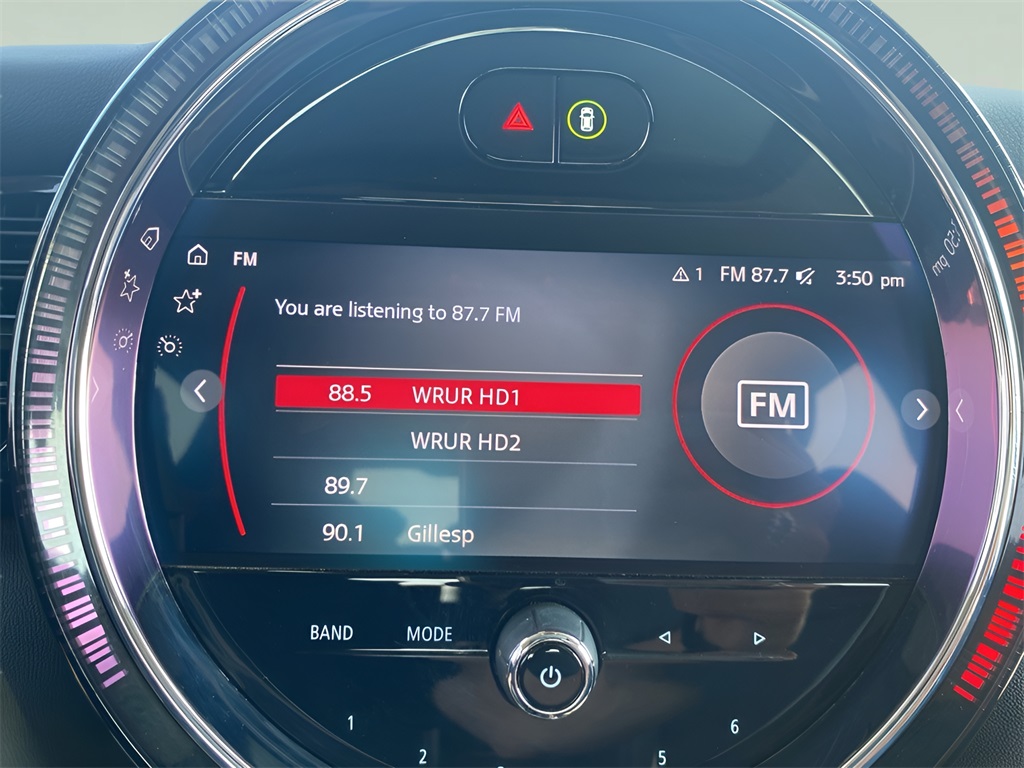 FM
1 FM 87.7 3:50 pm
You are listening to 87.7 FM
88.5 WRUR HD1
WRUR HD2
89.7
90.1 Gillesp
FM
BAND MODE
1
2
5
6